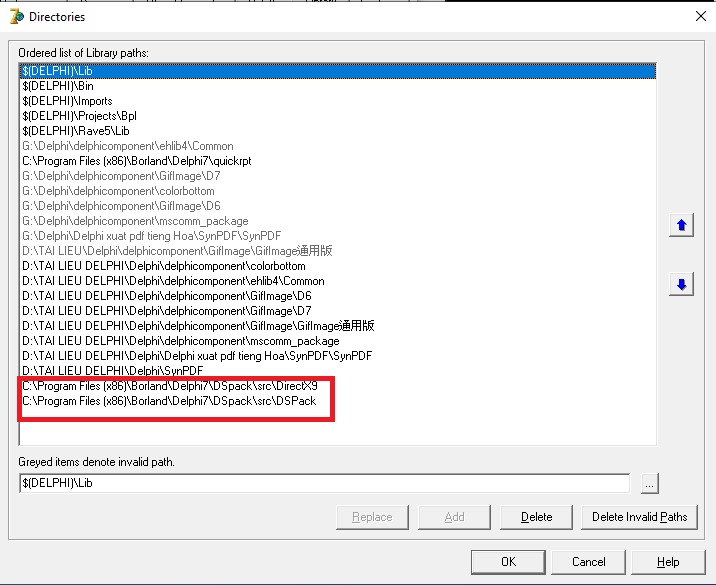 Directories
Ordered list of Library paths:
$(DELPHI)\Lib
$(DELPHI)\Bin
$(DELPHI)\Imports
$(DELPHI)\Projects\Bpl
$(DELPHI)\Rave5\Lib
G:\Delphi\delphicomponent\ehlib4\Common
C:\Program Files (x86)\Borland\Delphi7\quickrpt
G:\Delphi\delphicomponent\GifImage\D7
G:\Delphi\delphicomponent\colorbottom
G:\Delphi\delphicomponent\GifImage\D6
G:\Delphi\delphicomponent\mscomm_package
G:\Delphi\Delphi xuat pdf tieng Hoa\SynPDF\SynPDF
D:\TAI LIEU\Delphi\delphicomponent\GifImage\GifImage通用版
D:\TAI LIEU DELPHI\Delphi\delphicomponent\colorbottom
D:\TAI LIEU DELPHI\Delphi\delphicomponent\ehlib4\Common
D:\TAI LIEU DELPHI\Delphi\delphicomponent\GifImage\D6
D:\TAI LIEU DELPHI\Delphi\delphicomponent\GifImage\D7
D:\TAI LIEU DELPHI\Delphi\delphicomponent\GifImage\GifImage通用版
D:\TAI LIEU DELPHI\Delphi\delphicomponent\mscomm_package
D:\TAI LIEU DELPHI\Delphi\Delphi xuat pdf tieng Hoa\SynPDF\SynPDF
D:\TAI LIEU DELPHI\Delphi\SynPDF
C:\Program Files (x86)\Borland\Delphi7\DSpack\src\DirectX9
C:\Program Files (x86)\Borland\Delphi7\DSpack\src\DSPack
Greyed items denote invalid path.
$(DELPHI)\Lib
...
Replace
Add
Delete
Delete Invalid Paths
OK
Cancel
Help